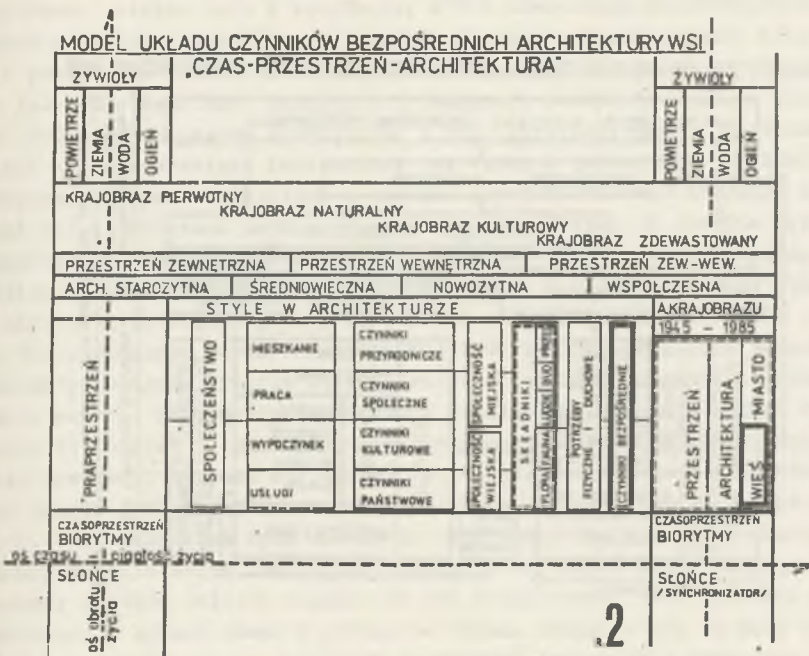 MODEL UKŁADU CZYNNIKÓW BEZPOŚREDNICH ARCHITEKTURY WSI
„CZAS-PRZESTRZEŃ-ARCHITEKTURA"
ŻYWIOŁY
POWIETRZE
ZIEMIA
WODA
OGIEŃ
ŻYWIOŁY
POWIETRZE
ZIEMIA
WODA
OGIEŃ
KRAJOBRAZ PIERWOTNY
KRAJOBRAZ NATURALNY
KRAJOBRAZ KULTUROWY
KRAJOBRAZ ZDEWASTOWANY
PRZESTRZEŃ ZEWNĘTRZNA PRZESTRZEŃ WEWNĘTRZNA PRZESTRZEŃ ZEW.-WEW.
ARCH. STAROŻYTNA ŚREDNIOWIECZNA NOWOŻYTNA WSPÓŁCZESNA
STYLE W ARCHITEKTURZE
A.KRAJOBRAZU
1945 – 1985
PRAPRZESTRZEŃ
SPOŁECZEŃSTWO
MIESZKANIE
PRACA
WYPOCZYNEK
USŁUGI
CZYNNIKI
PRZYRODNICZE
CZYNNIKI
SPOŁECZNE
CZYNNIKI
KULTUROWE
CZYNNIKI
PAŃSTWOWE
SPOŁECZNOŚĆ
MIEJSKA
SPOŁECZNOŚĆ
WIEJSKA
SKŁADNIKI
FLORA FAUNA LUDZIE BUD
POTRZEBY
FIZYCZNE I DUCHOWE
CZYNNIKI BEZPOŚREDNIE
PRZESTRZEŃ
ARCHITEKTURA
MIASTO
WIEŚ
CZASOPRZESTRZEŃ
BIORYTMY
oś czasu – ciągłość życia
SŁOŃCE
oś obrotu
życia
CZASOPRZESTRZEŃ
BIORYTMY
SŁOŃCE
/SYNCHRONIZATOR/
R.2